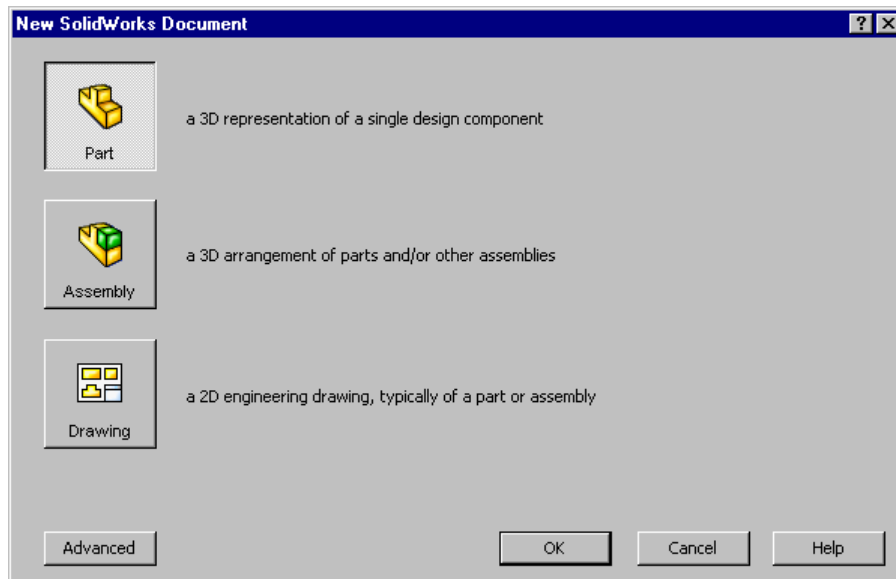 New SolidWorks Document
Part
a 3D representation of a single design component
Assembly
a 3D arrangement of parts and/or other assemblies
Drawing
a 2D engineering drawing, typically of a part or assembly
Advanced
OK
Cancel
Help